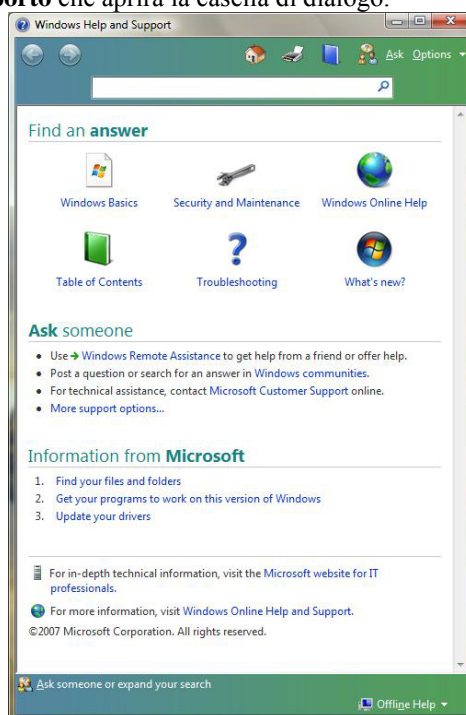 porto che aprirà la casella di dialogo.
Windows Help and Support
Ask Options
Find an answer
Windows Basics Security and Maintenance Windows Online Help
Table of Contents Troubleshooting What's new?
Ask someone
• Use Windows Remote Assistance to get help from a friend or offer help.
• Post a question or search for an answer in Windows communities.
• For technical assistance, contact Microsoft Customer Support online.
• More support options...
Information from Microsoft
1. Find your files and folders
2. Get your programs to work on this version of Windows
3. Update your drivers
For in-depth technical information, visit the Microsoft website for IT
professionals.
For more information, visit Windows Online Help and Support.
©2007 Microsoft Corporation. All rights reserved.
Ask someone or expand your search
Offline Help